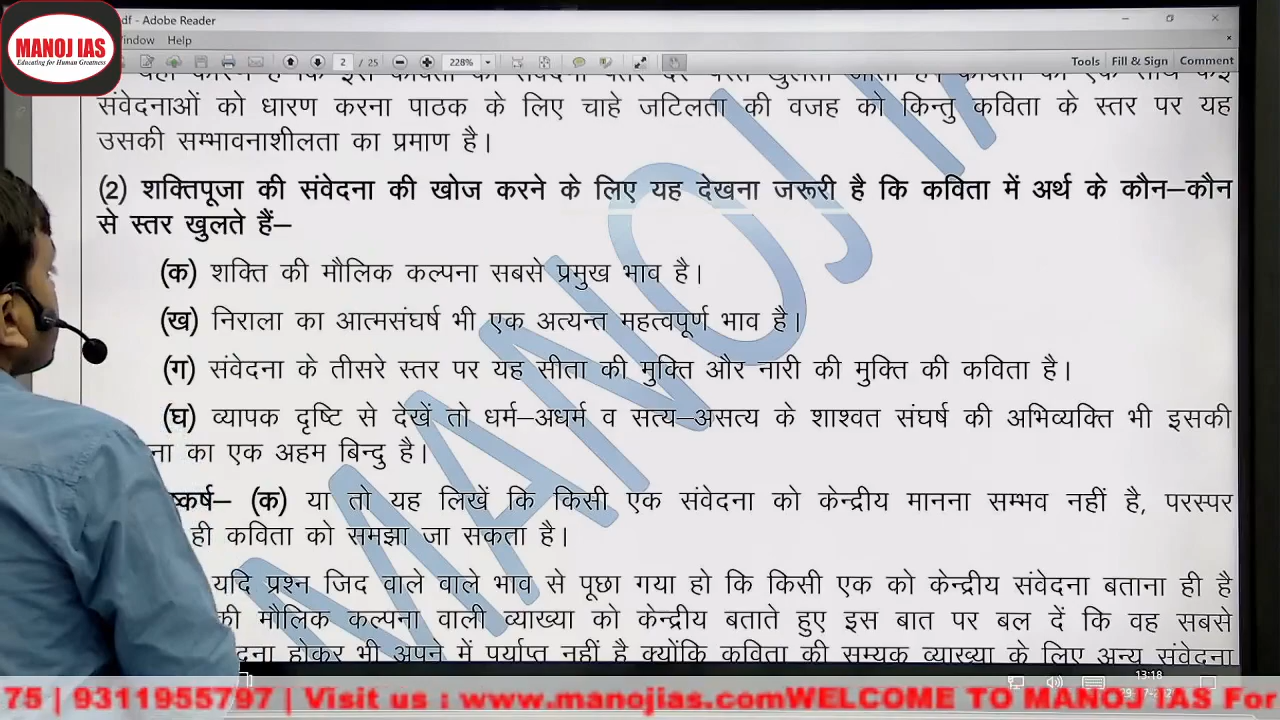 MANOJ IAS
Educating for Human Greatness.
df - Adobe Reader
indow Help
2 / 25 228% Tools Fill & Sign Comment
संवेदनाओं को धारण करना पाठक के लिए चाहे जटिलता की वजह को किन्तु कविता के स्तर पर यह
उसकी सम्भावनाशीलता का प्रमाण है।
(2) शक्तिपूजा की संवेदना की खोज करने के लिए यह देखना जरूरी है कि कविता में अर्थ के कौन–कौन
से स्तर खुलते हैं–
(क) शक्ति की मौलिक कल्पना सबसे प्रमुख भाव है।
(ख) निराला का आत्मसंघर्ष भी एक अत्यन्त महत्वपूर्ण भाव है।
(ग) संवेदना के तीसरे स्तर पर यह सीता की मुक्ति और नारी की मुक्ति की कविता है।
(घ) व्यापक दृष्टि से देखें तो धर्म–अधर्म व सत्य–असत्य के शाश्वत संघर्ष की अभिव्यक्ति भी इसकी
ना का एक अहम बिन्दु है।
ष्कर्ष– (क) या तो यह लिखें कि किसी एक संवेदना को केन्द्रीय मानना सम्भव नहीं है, परस्पर
ही कविता को समझा जा सकता है।
यदि प्रश्न जिद वाले वाले भाव से पूछा गया हो कि किसी एक को केन्द्रीय संवेदना बताना ही है
की मौलिक कल्पना वाली व्याख्या को केन्द्रीय बताते हुए इस बात पर बल दें कि वह सबसे
दना होकर भी अपने में पर्याप्त नहीं है क्योंकि कविता की सम्यक व्याख्या के लिए अन्य संवेदना
MANOJ
13:18
75 | 9311955797 | Visit us: - www.manojias.comWELCOME TO MANOJ IAS For